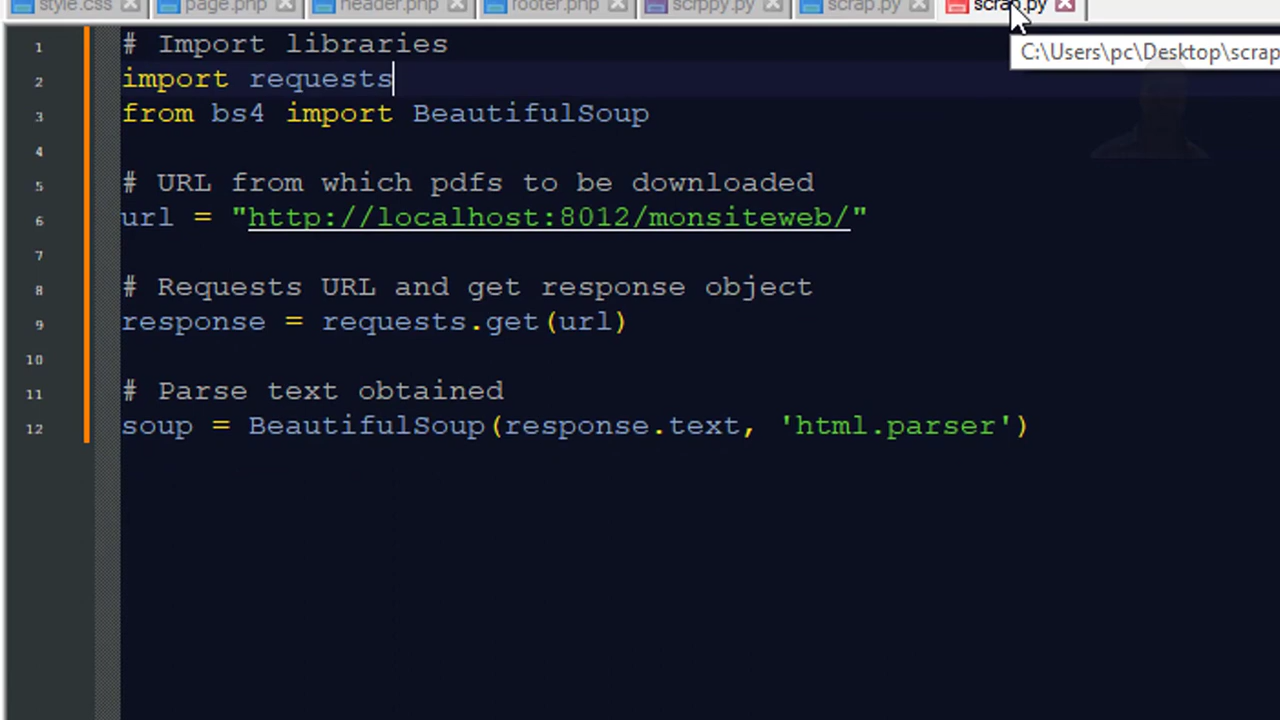 style.css page.php header.php footer.php scrppy.py scrap.py scrap.py
C:\Users\pc\Desktop\scrap
1 # Import libraries
2 import requests
3 from bs4 import BeautifulSoup
4
5 # URL from which pdfs to be downloaded
6 url = "http://localhost:8012/monsiteweb/"
7
8 # Requests URL and get response object
9 response = requests.get(url)
10
11 # Parse text obtained
12 soup = BeautifulSoup(response.text, 'html.parser')